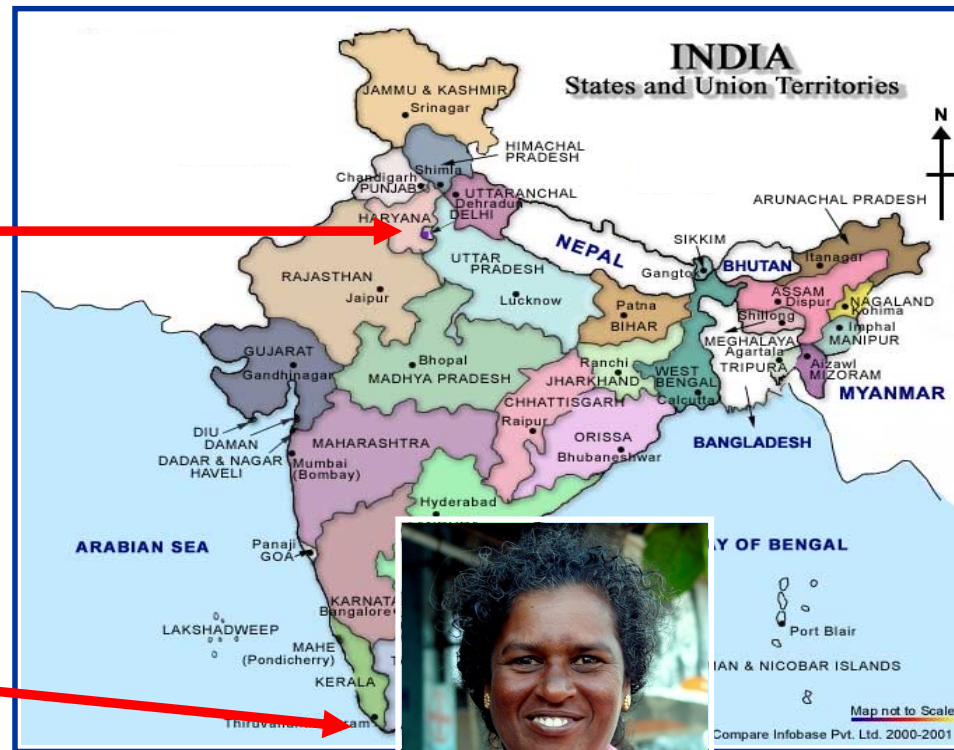 INDIA
States and Union Territories
N
JAMMU & KASHMIR
Srinagar
HIMACHAL
PRADESH
Shimla
Chandigarh
PUNJAB
UTTARANCHAL
Dehradun
HARYANA
DELHI
ARUNACHAL PRADESH
NEPAL
SIKKIM
BHUTAN
Itanagar
Gangtok
RAJASTHAN
Jaipur
UTTAR
PRADESH
Lucknow
Patna
BIHAR
ASSAM
Dispur
NAGALAND
Kohima
Shillong
MEGHALAYA
Imphal
MANIPUR
Agartala
TRIPURA
Aizawl
MIZORAM
MYANMAR
GUJARAT
Gandhinagar
Bhopal
MADHYA PRADESH
Ranchi
JHARKHAND
WEST
BENGAL
Calcutta
CHHATTISGARH
Raipur
BANGLADESH
DIU
DAMAN
DADAR & NAGAR
HAVELI
MAHARASHTRA
Mumbai
(Bombay)
ORISSA
Bhubaneshwar
Hyderabad
ARABIAN SEA
Panaji
GOA
Y OF BENGAL
KARNATA
Bangalore
LAKSHADWEEP
MAHE
(Pondicherry)
KERALA
Port Blair
AN & NICOBAR ISLANDS
Map not to Scale
Compare Infobase Pvt. Ltd. 2000-2001